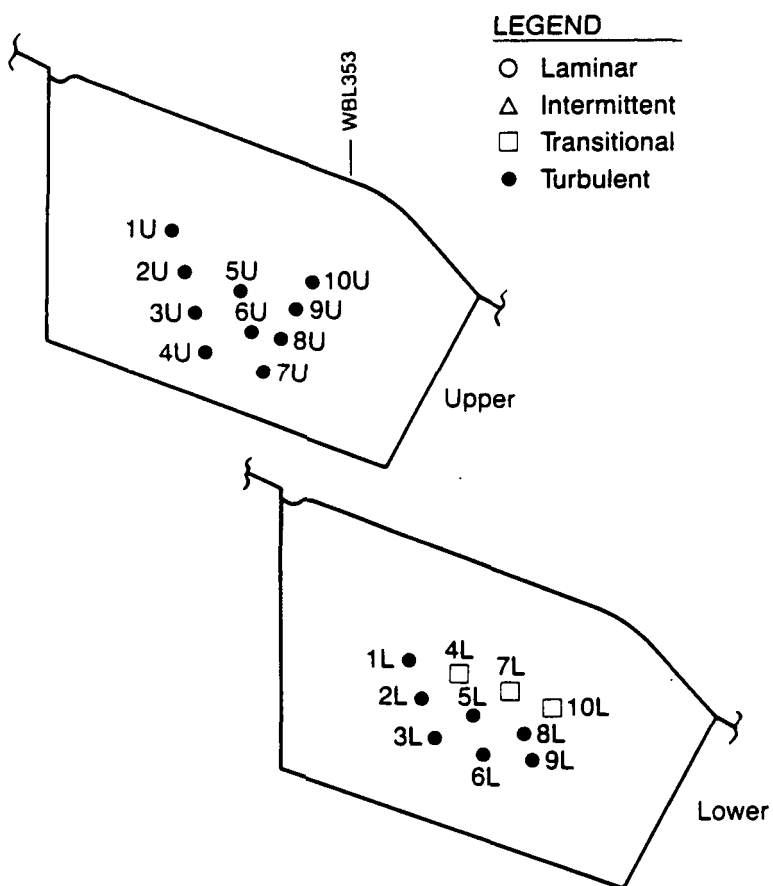 LEGEND
Laminar
Intermittent
Transitional
Turbulent
WBL353
1U
2U
5U
10U
3U
6U
9U
4U
8U
7U
Upper
1L
4L
7L
2L
5L
10L
3L
8L
6L
9L
Lower